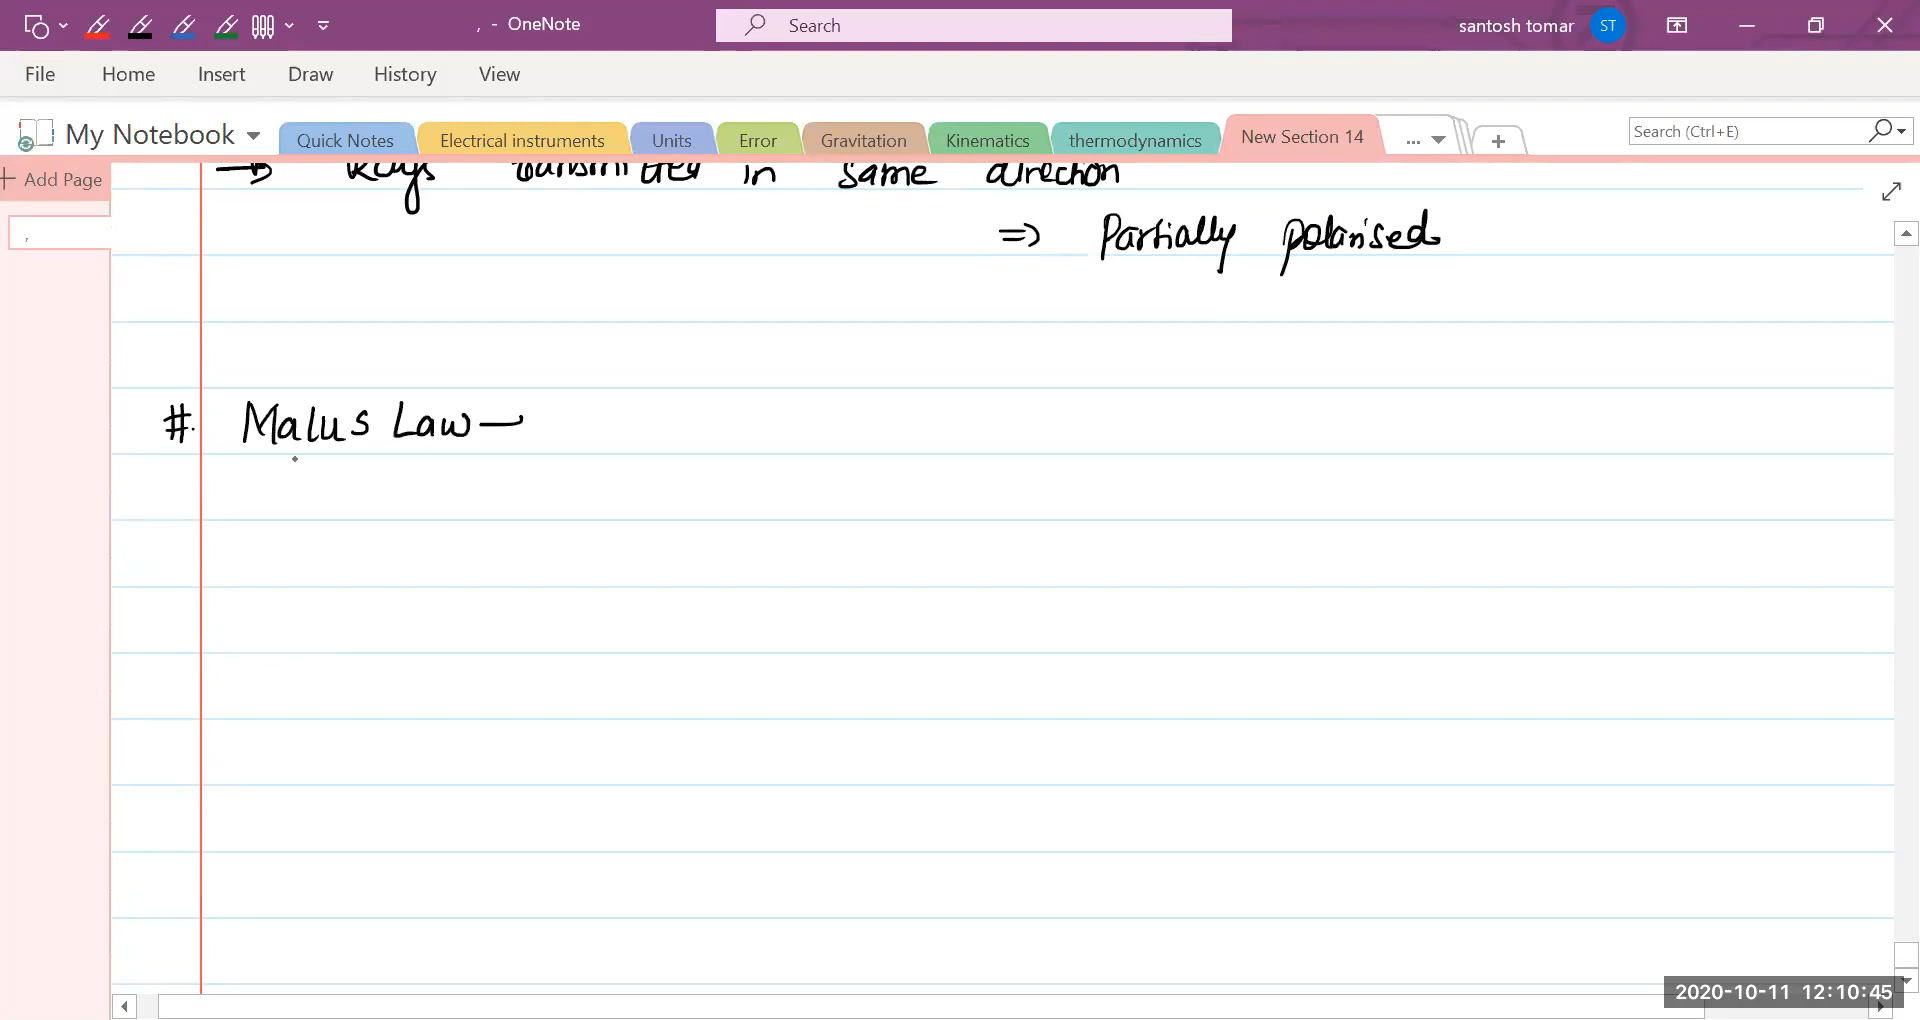 , - OneNote
Search
santosh tomar ST
File Home Insert Draw History View
My Notebook
Quick Notes Electrical instruments Units Error Gravitation Kinematics thermodynamics New Section 14 ... +
Search (Ctrl+E)
+ Add Page
,
→ Rays transmitted in same direction
⇒ Partially polarised
#. Malus Law —
2020-10-11 12:10:45